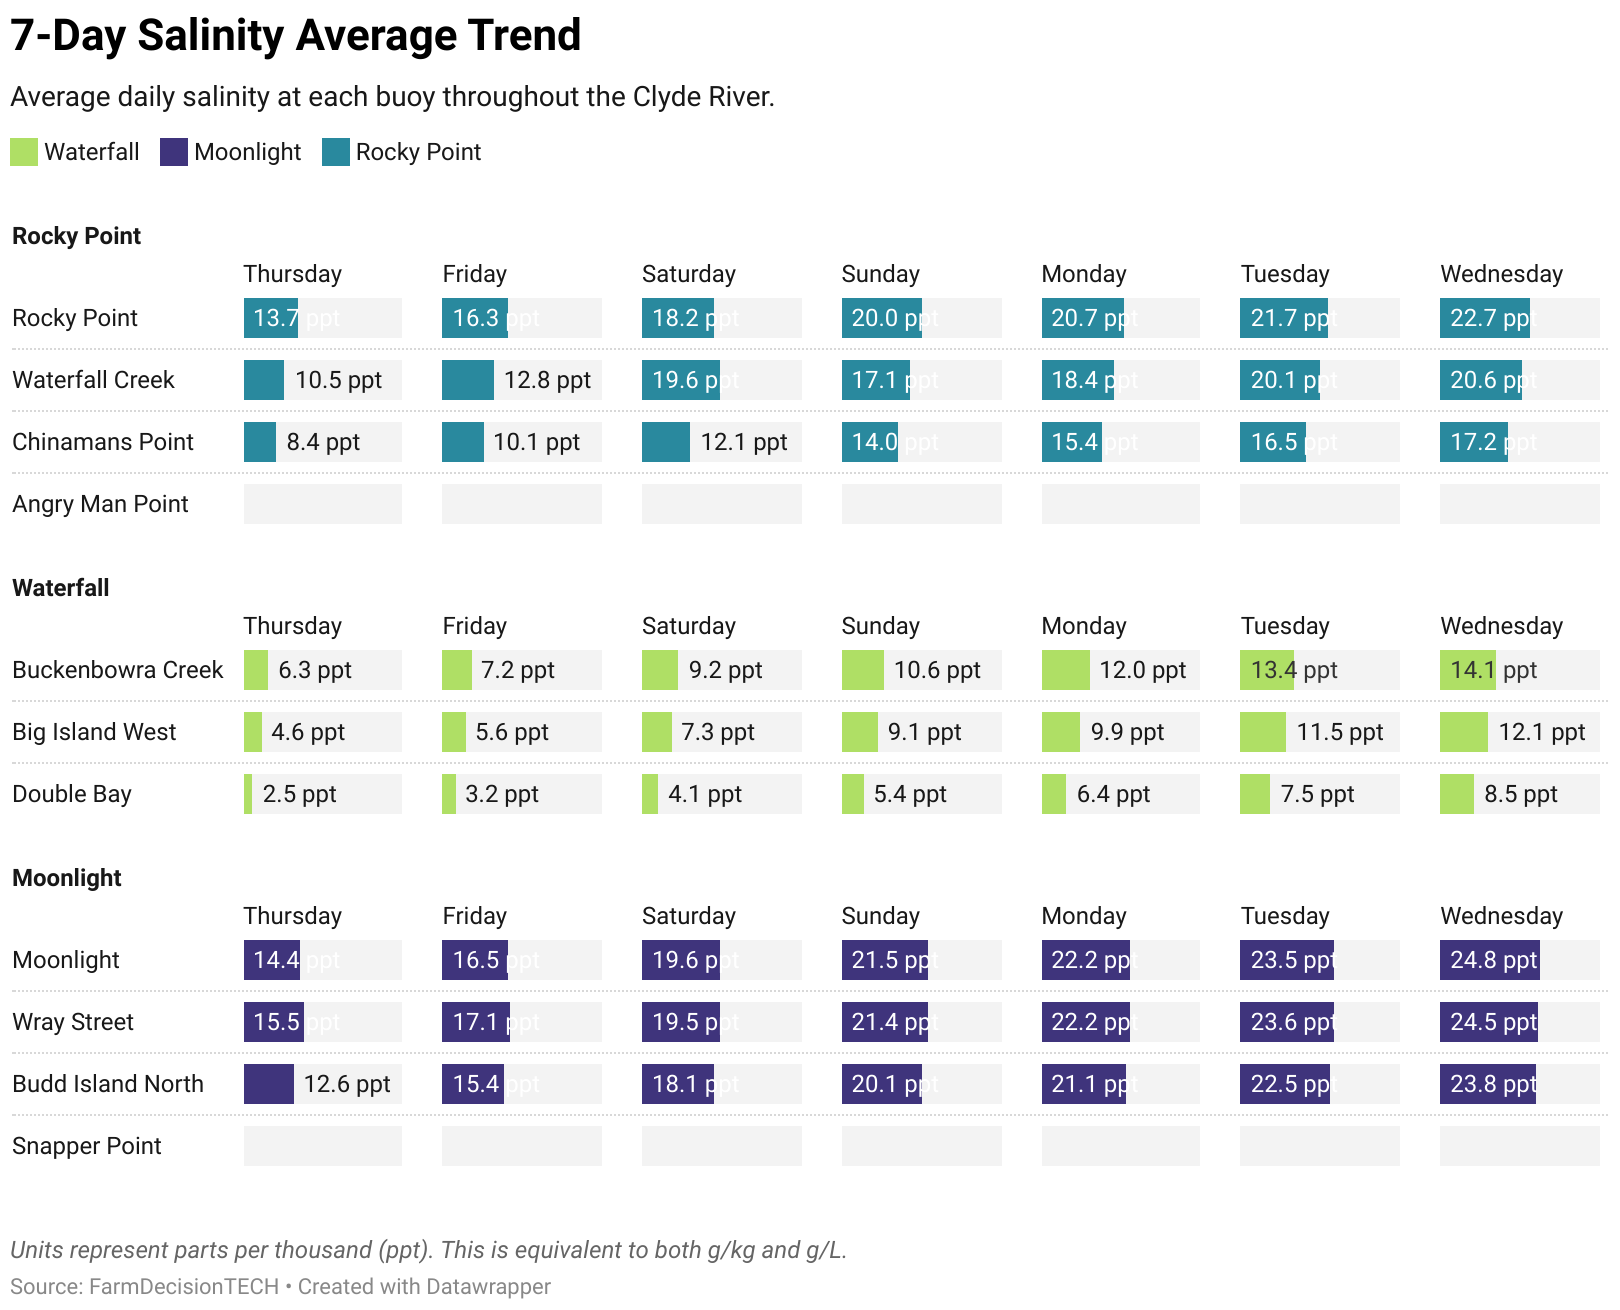 7-Day Salinity Average Trend
Average daily salinity at each buoy throughout the Clyde River.
Waterfall Moonlight Rocky Point
Rocky Point
Thursday Friday Saturday Sunday Monday Tuesday Wednesday
Rocky Point 13.7 ppt 16.3 ppt 18.2 ppt 20.0 ppt 20.7 ppt 21.7 ppt 22.7 ppt
Waterfall Creek 10.5 ppt 12.8 ppt 19.6 ppt 17.1 ppt 18.4 ppt 20.1 ppt 20.6 ppt
Chinamans Point 8.4 ppt 10.1 ppt 12.1 ppt 14.0 ppt 15.4 ppt 16.5 ppt 17.2 ppt
Angry Man Point
Waterfall
Thursday Friday Saturday Sunday Monday Tuesday Wednesday
Buckenbowra Creek 6.3 ppt 7.2 ppt 9.2 ppt 10.6 ppt 12.0 ppt 13.4 ppt 14.1 ppt
Big Island West 4.6 ppt 5.6 ppt 7.3 ppt 9.1 ppt 9.9 ppt 11.5 ppt 12.1 ppt
Double Bay 2.5 ppt 3.2 ppt 4.1 ppt 5.4 ppt 6.4 ppt 7.5 ppt 8.5 ppt
Moonlight
Thursday Friday Saturday Sunday Monday Tuesday Wednesday
Moonlight 14.4 ppt 16.5 ppt 19.6 ppt 21.5 ppt 22.2 ppt 23.5 ppt 24.8 ppt
Wray Street 15.5 ppt 17.1 ppt 19.5 ppt 21.4 ppt 22.2 ppt 23.6 ppt 24.5 ppt
Budd Island North 12.6 ppt 15.4 ppt 18.1 ppt 20.1 ppt 21.1 ppt 22.5 ppt 23.8 ppt
Snapper Point
Units represent parts per thousand (ppt). This is equivalent to both g/kg and g/L.
Source: FarmDecisionTECH • Created with Datawrapper